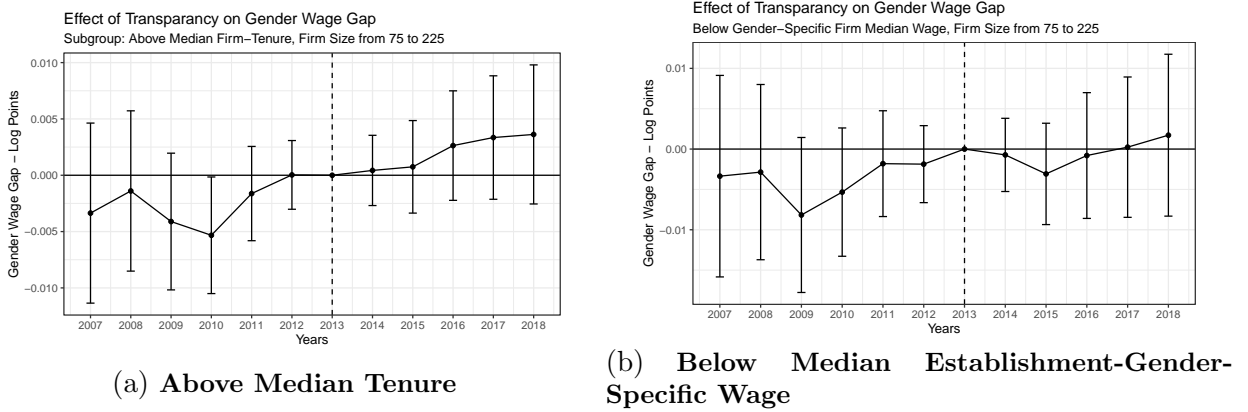 Effect of Transparancy on Gender Wage Gap
Subgroup: Above Median Firm−Tenure, Firm Size from 75 to 225
0.010
0.005
0.000
−0.005
−0.010
Gender Wage Gap − Log Points
2007 2008 2009 2010 2011 2012 2013 2014 2015 2016 2017 2018
Years
(a) Above Median Tenure
Effect of Transparancy on Gender Wage Gap
Below Gender−Specific Firm Median Wage, Firm Size from 75 to 225
0.01
0.00
−0.01
Gender Wage Gap − Log Points
2007 2008 2009 2010 2011 2012 2013 2014 2015 2016 2017 2018
Years
(b) Below Median Establishment-Gender-
Specific Wage